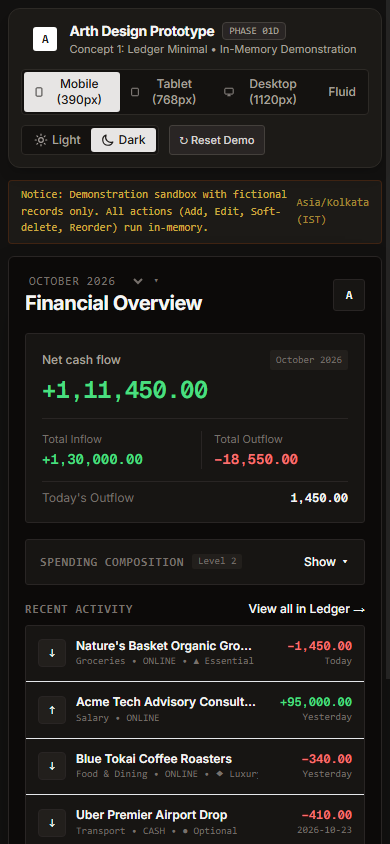 A
Arth Design Prototype PHASE 01D
Concept 1: Ledger Minimal • In-Memory Demonstration
Mobile
(390px)
Tablet
(768px)
Desktop
(1120px)
Fluid
Light
Dark
↻ Reset Demo
Notice: Demonstration sandbox with fictional
records only. All actions (Add, Edit, Soft-
delete, Reorder) run in-memory.
Asia/Kolkata
(IST)
OCTOBER 2026
Financial Overview
A
Net cash flow October 2026
+1,11,450.00
Total Inflow
+1,30,000.00
Total Outflow
−18,550.00
Today's Outflow 1,450.00
SPENDING COMPOSITION Level 2 Show ▾
RECENT ACTIVITY View all in Ledger →
↓ Nature's Basket Organic Gro... −1,450.00
Groceries • ONLINE • ▲ Essential Today
↑ Acme Tech Advisory Consult... +95,000.00
Salary • ONLINE Yesterday
↓ Blue Tokai Coffee Roasters −340.00
Food & Dining • ONLINE • ◆ Luxur Yesterday
↓ Uber Premier Airport Drop −410.00
Transport • CASH • ● Optional 2026-10-23